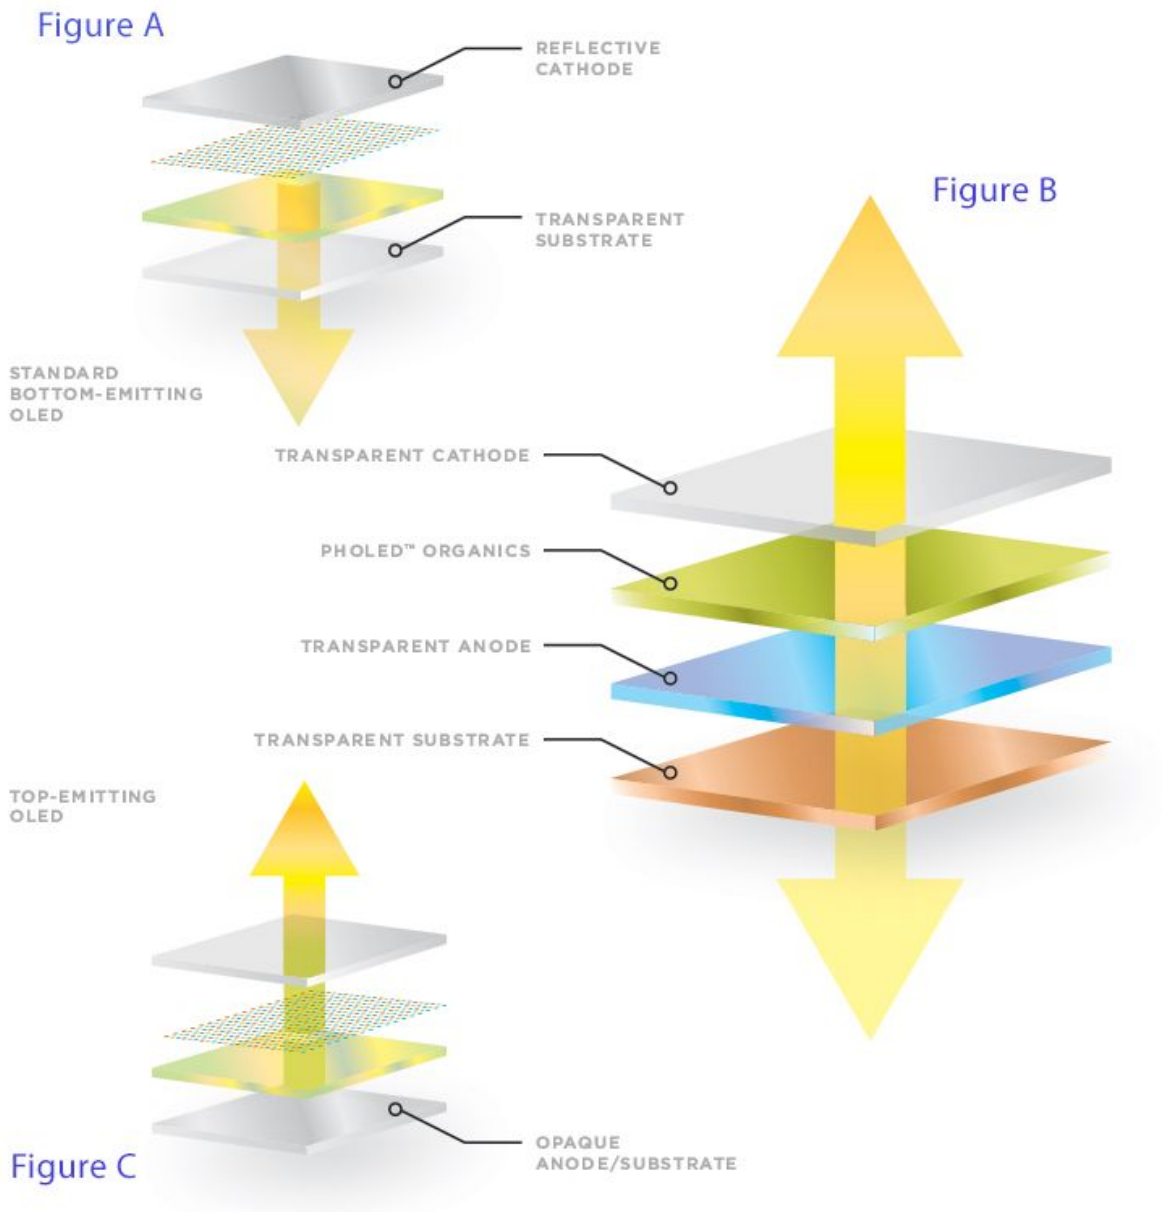 Figure A
REFLECTIVE
CATHODE
Figure B
TRANSPARENT
SUBSTRATE
STANDARD
BOTTOM-EMITTING
OLED
TRANSPARENT CATHODE
PHOLED™ ORGANICS
TRANSPARENT ANODE
TRANSPARENT SUBSTRATE
TOP-EMITTING
OLED
OPAQUE
ANODE/SUBSTRATE
Figure C